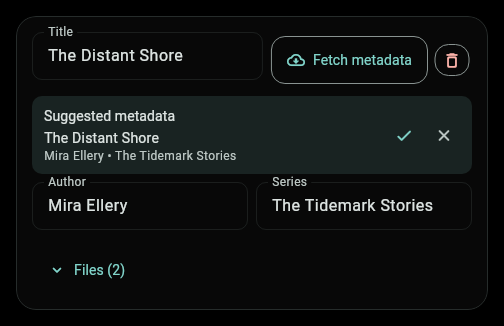 Title
The Distant Shore
Fetch metadata
Suggested metadata
The Distant Shore
Mira Ellery • The Tidemark Stories
Author
Mira Ellery
Series
The Tidemark Stories
Files (2)